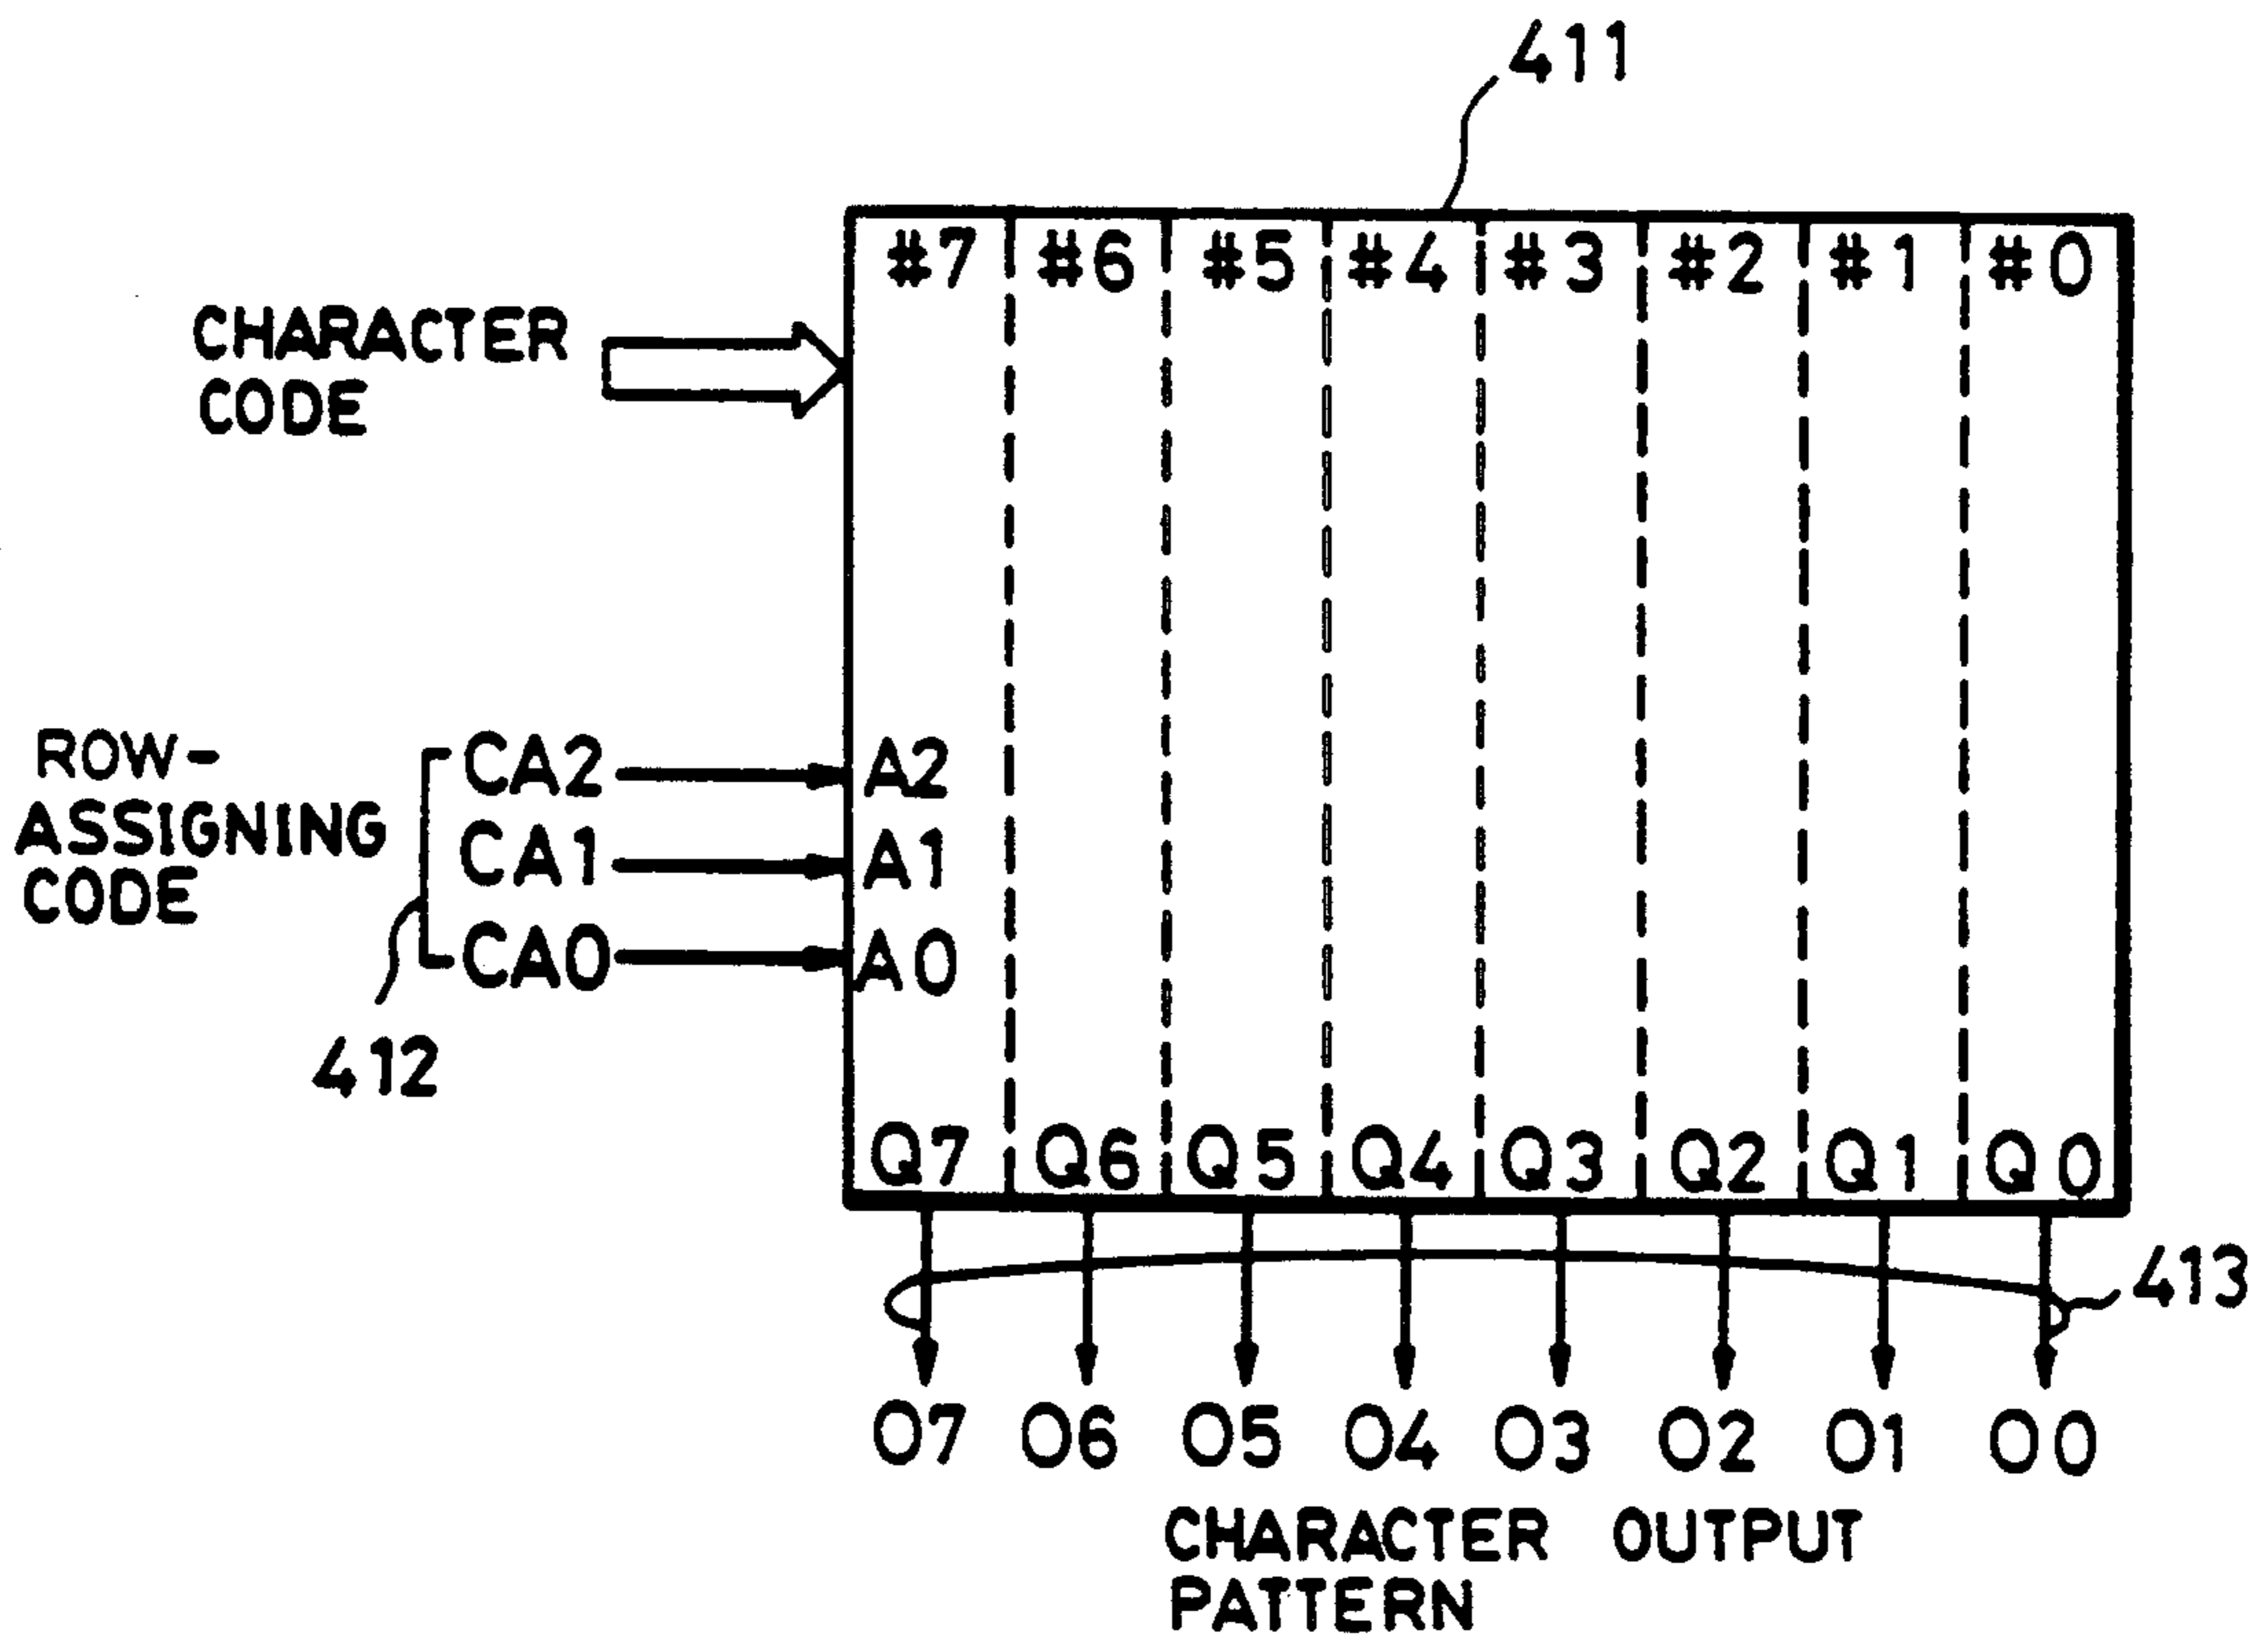 411
#7 #6 #5 #4 #3 #2 #1 #0
CHARACTER
CODE
ROW-
ASSIGNING
CODE
CA2
CA1
CA0
A2
A1
A0
412
Q7 Q6 Q5 Q4 Q3 Q2 Q1 Q0
413
O7 O6 O5 O4 O3 O2 O1 O0
CHARACTER OUTPUT
PATTERN